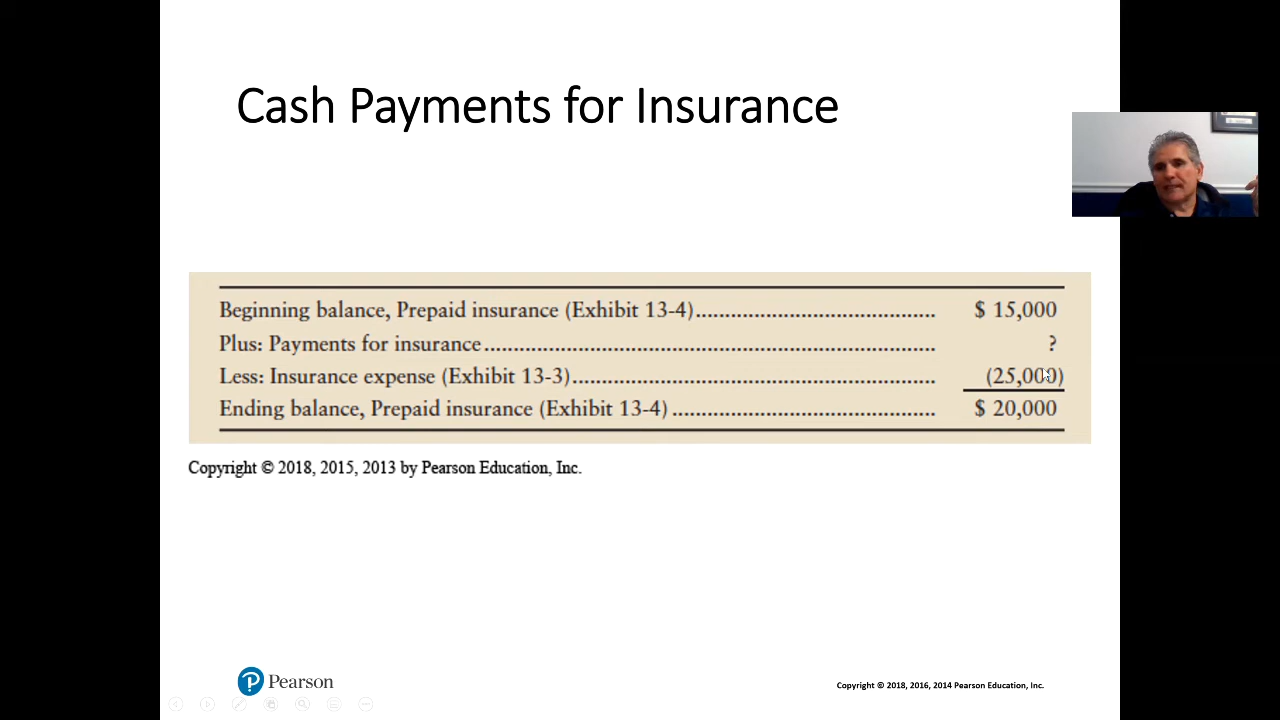 Cash Payments for Insurance
Beginning balance, Prepaid insurance (Exhibit 13-4)........................................ $ 15,000
Plus: Payments for insurance................................................................................ ?
Less: Insurance expense (Exhibit 13-3)................................................................ (25,000)
Ending balance, Prepaid insurance (Exhibit 13-4) ............................................ $ 20,000
Copyright © 2018, 2015, 2013 by Pearson Education, Inc.
P Pearson
Copyright © 2018, 2016, 2014 Pearson Education, Inc.